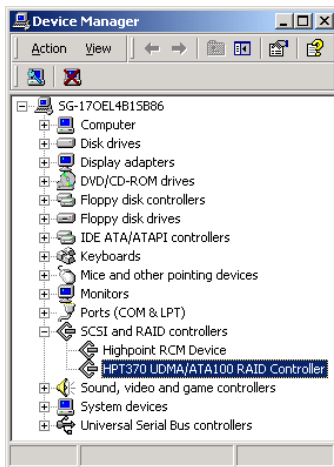 Device Manager
Action View
SG-17OEL4B1SB86
Computer
Disk drives
Display adapters
DVD/CD-ROM drives
Floppy disk controllers
Floppy disk drives
IDE ATA/ATAPI controllers
Keyboards
Mice and other pointing devices
Monitors
Ports (COM & LPT)
SCSI and RAID controllers
Highpoint RCM Device
HPT370 UDMA/ATA100 RAID Controller
Sound, video and game controllers
System devices
Universal Serial Bus controllers